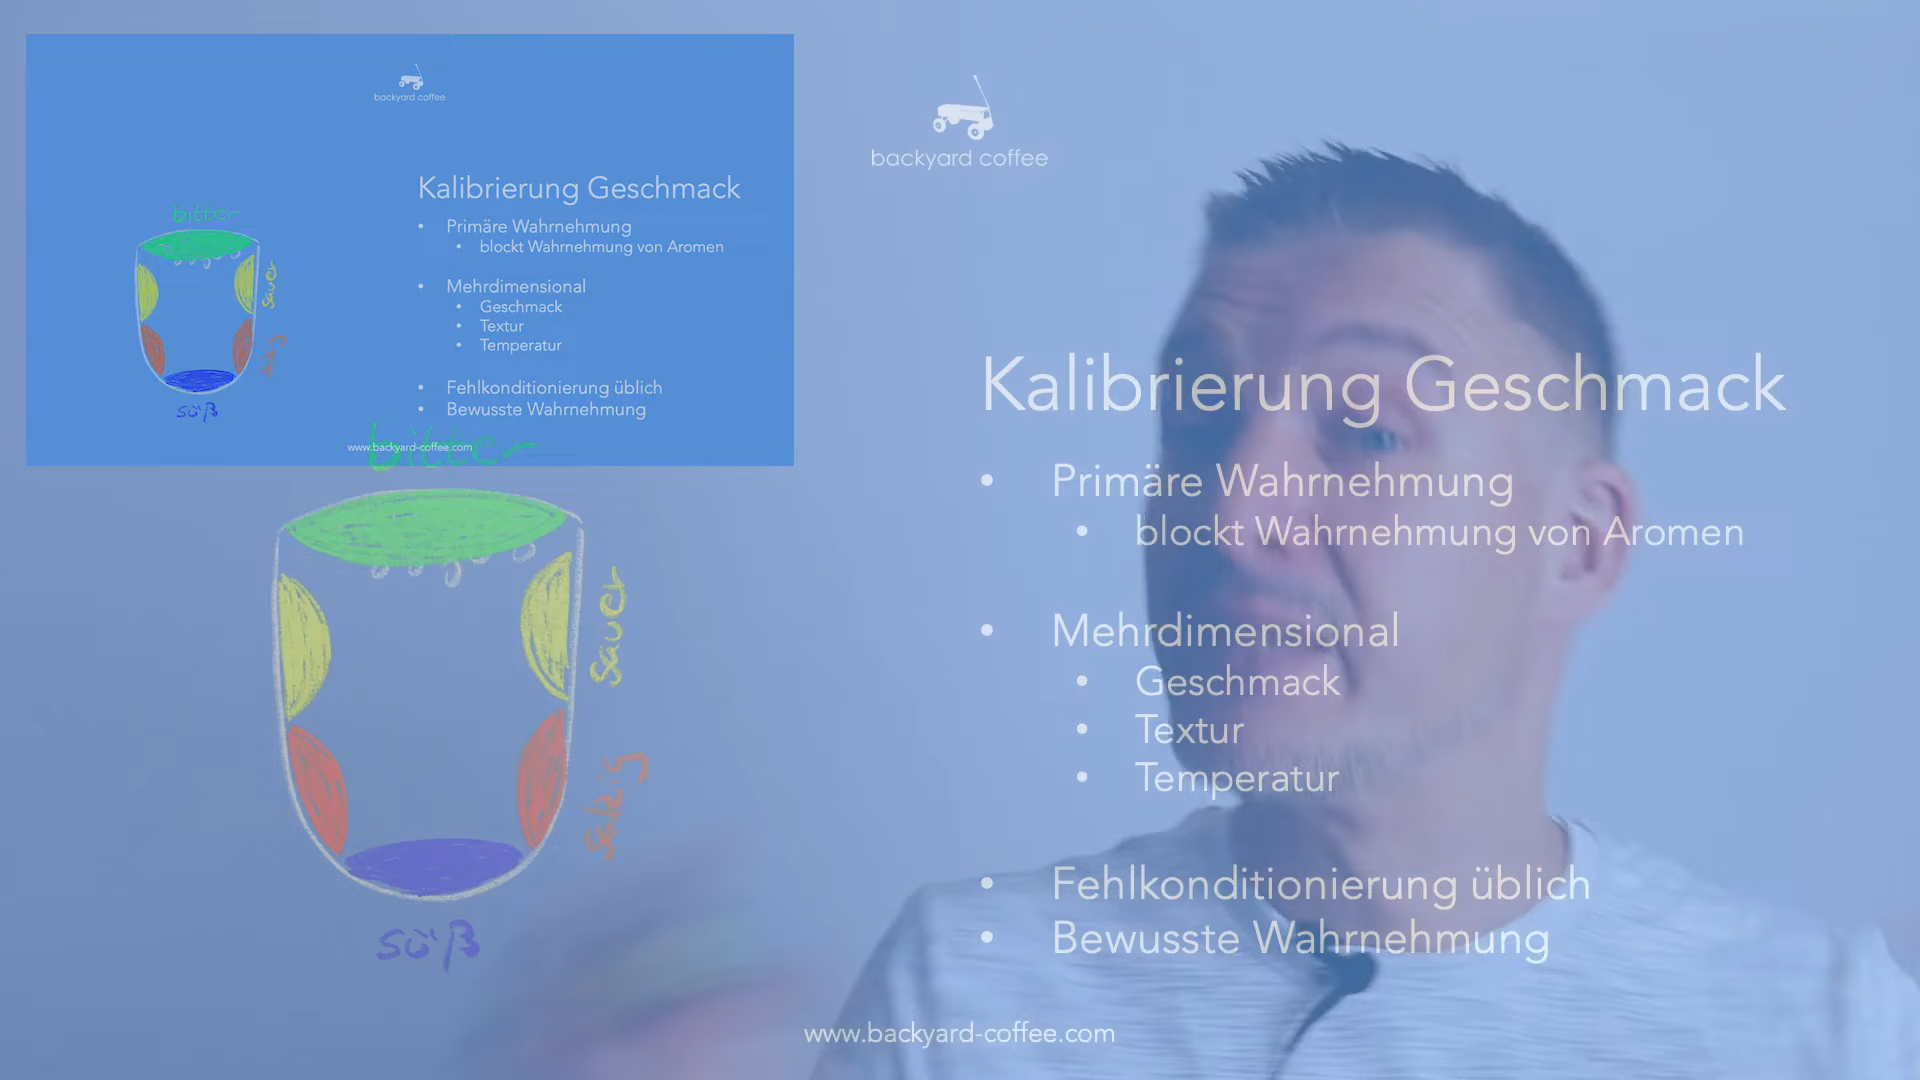 backyard coffee
Kalibrierung Geschmack
• Primäre Wahrnehmung
• blockt Wahrnehmung von Aromen
• Mehrdimensional
• Geschmack
• Textur
• Temperatur
• Fehlkonditionierung üblich
• Bewusste Wahrnehmung
bitter
sauer
salzig
süß
www.backyard-coffee.com
backyard coffee
Kalibrierung Geschmack
• Primäre Wahrnehmung
• blockt Wahrnehmung von Aromen
• Mehrdimensional
• Geschmack
• Textur
• Temperatur
• Fehlkonditionierung üblich
• Bewusste Wahrnehmung
bitter
sauer
salzig
süß
www.backyard-coffee.com